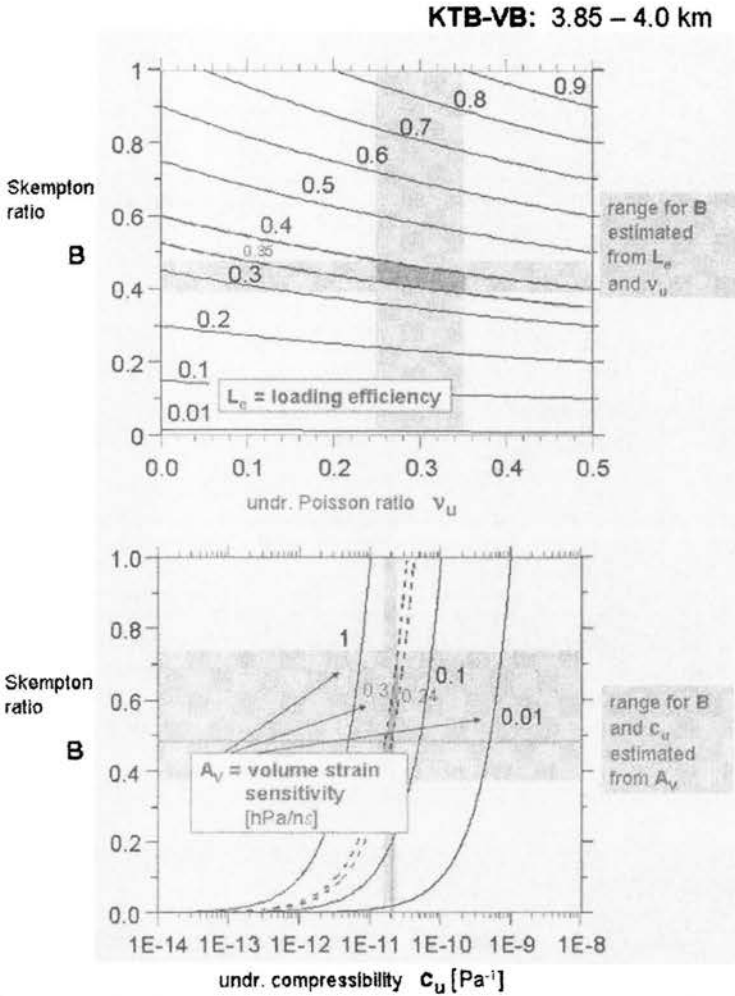 KTB-VB: 3.85 – 4.0 km
1
0.8
0.6
0.4
0.2
0
Skempton
ratio
B
0.9
0.8
0.7
0.6
0.5
0.4
0.35
0.3
0.2
0.1
0.01
Lₑ = loading efficiency
range for B
estimated
from Lₑ
and νᵤ
0.0 0.1 0.2 0.3 0.4 0.5
undr. Poisson ratio νᵤ
1.0
0.8
0.6
0.4
0.2
0.0
Skempton
ratio
B
1
0.3
0.24
0.1
0.01
Aᵥ = volume strain
sensitivity
[hPa/nε]
range for B
and cᵤ
estimated
from Aᵥ
1E-14 1E-13 1E-12 1E-11 1E-10 1E-9 1E-8
undr. compressibility cᵤ [Pa⁻¹]